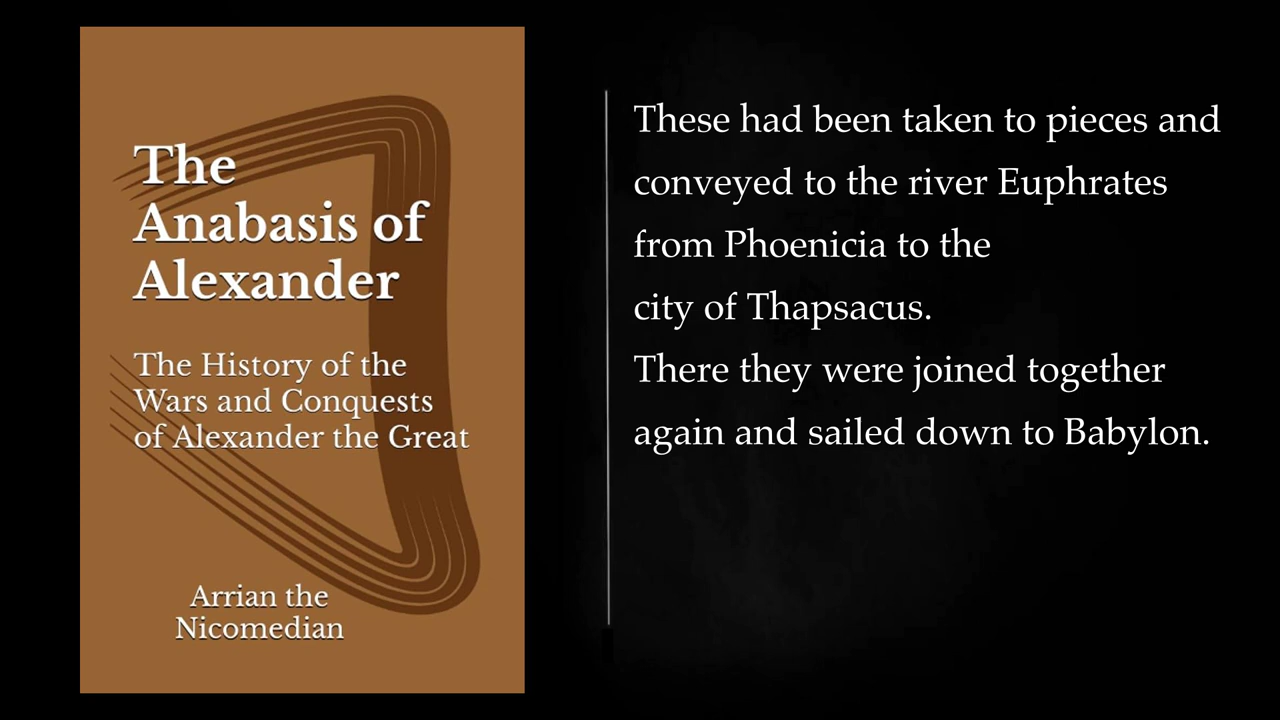 The
Anabasis of
Alexander
The History of the
Wars and Conquests
of Alexander the Great
Arrian the
Nicomedian
These had been taken to pieces and
conveyed to the river Euphrates
from Phoenicia to the
city of Thapsacus.
There they were joined together
again and sailed down to Babylon.